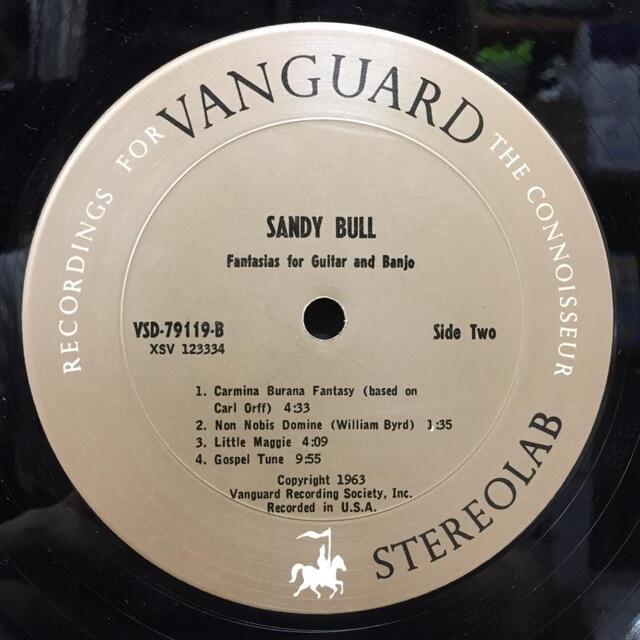 VANGUARD
RECORDINGS FOR THE CONNOISSEUR
SANDY BULL
Fantasias for Guitar and Banjo
VSD-79119-B
XSV 123334
Side Two
1. Carmina Burana Fantasy (based on
Carl Orff) 4:33
2. Non Nobis Domine (William Byrd) 1:35
3. Little Maggie 4:09
4. Gospel Tune 9:55
Copyright 1963
Vanguard Recording Society, Inc.
Recorded in U.S.A.
STEREOLAB